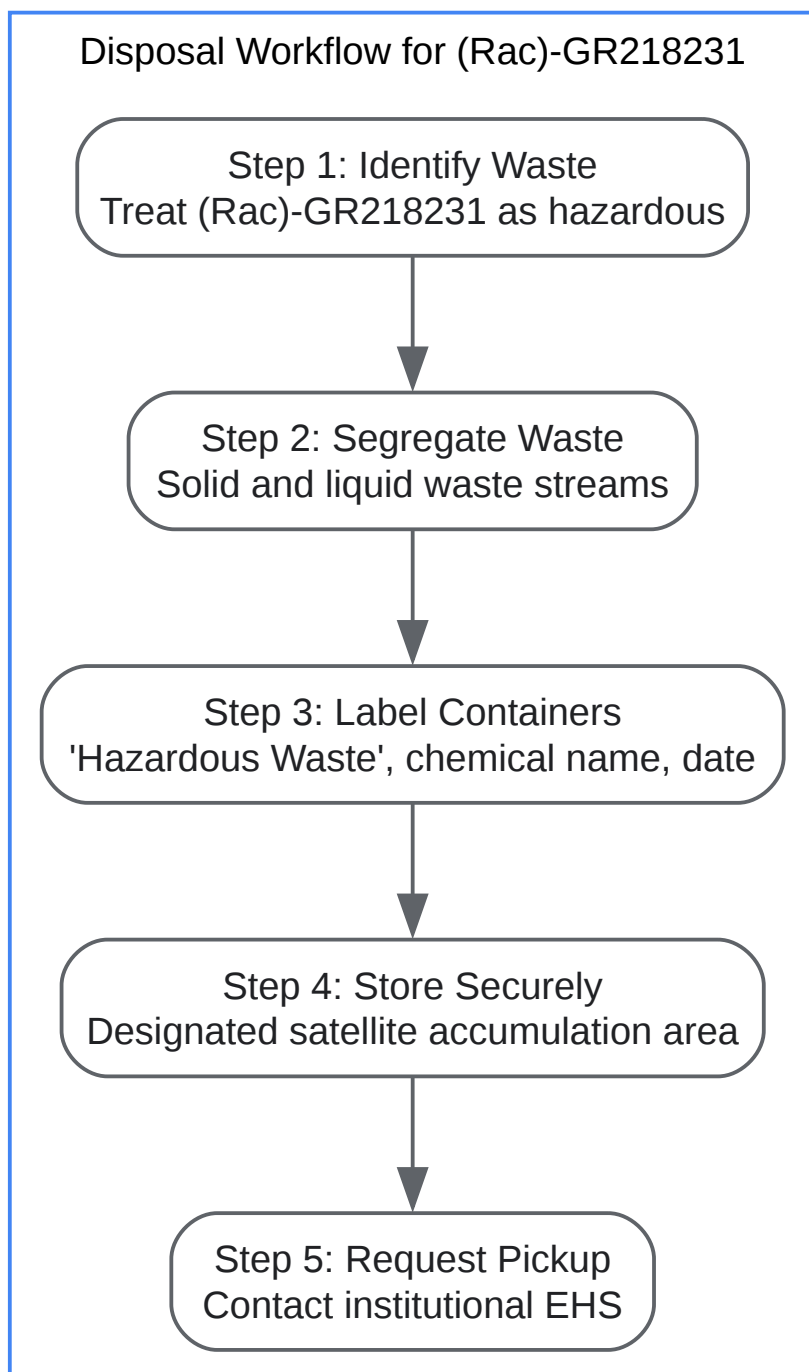 Disposal Workflow for (Rac)-GR218231
Step 1: Identify Waste
Treat (Rac)-GR218231 as hazardous
Step 2: Segregate Waste
Solid and liquid waste streams
Step 3: Label Containers
'Hazardous Waste', chemical name, date
Step 4: Store Securely
Designated satellite accumulation area
Step 5: Request Pickup
Contact institutional EHS